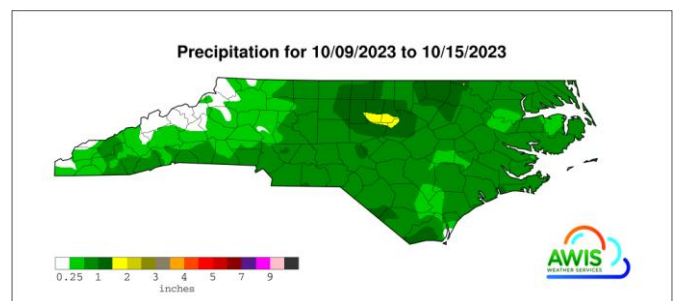 Precipitation for 10/09/2023 to 10/15/2023
0.25 1 2 3 4 5 7 9
inches
AWIS
WEATHER SERVICES